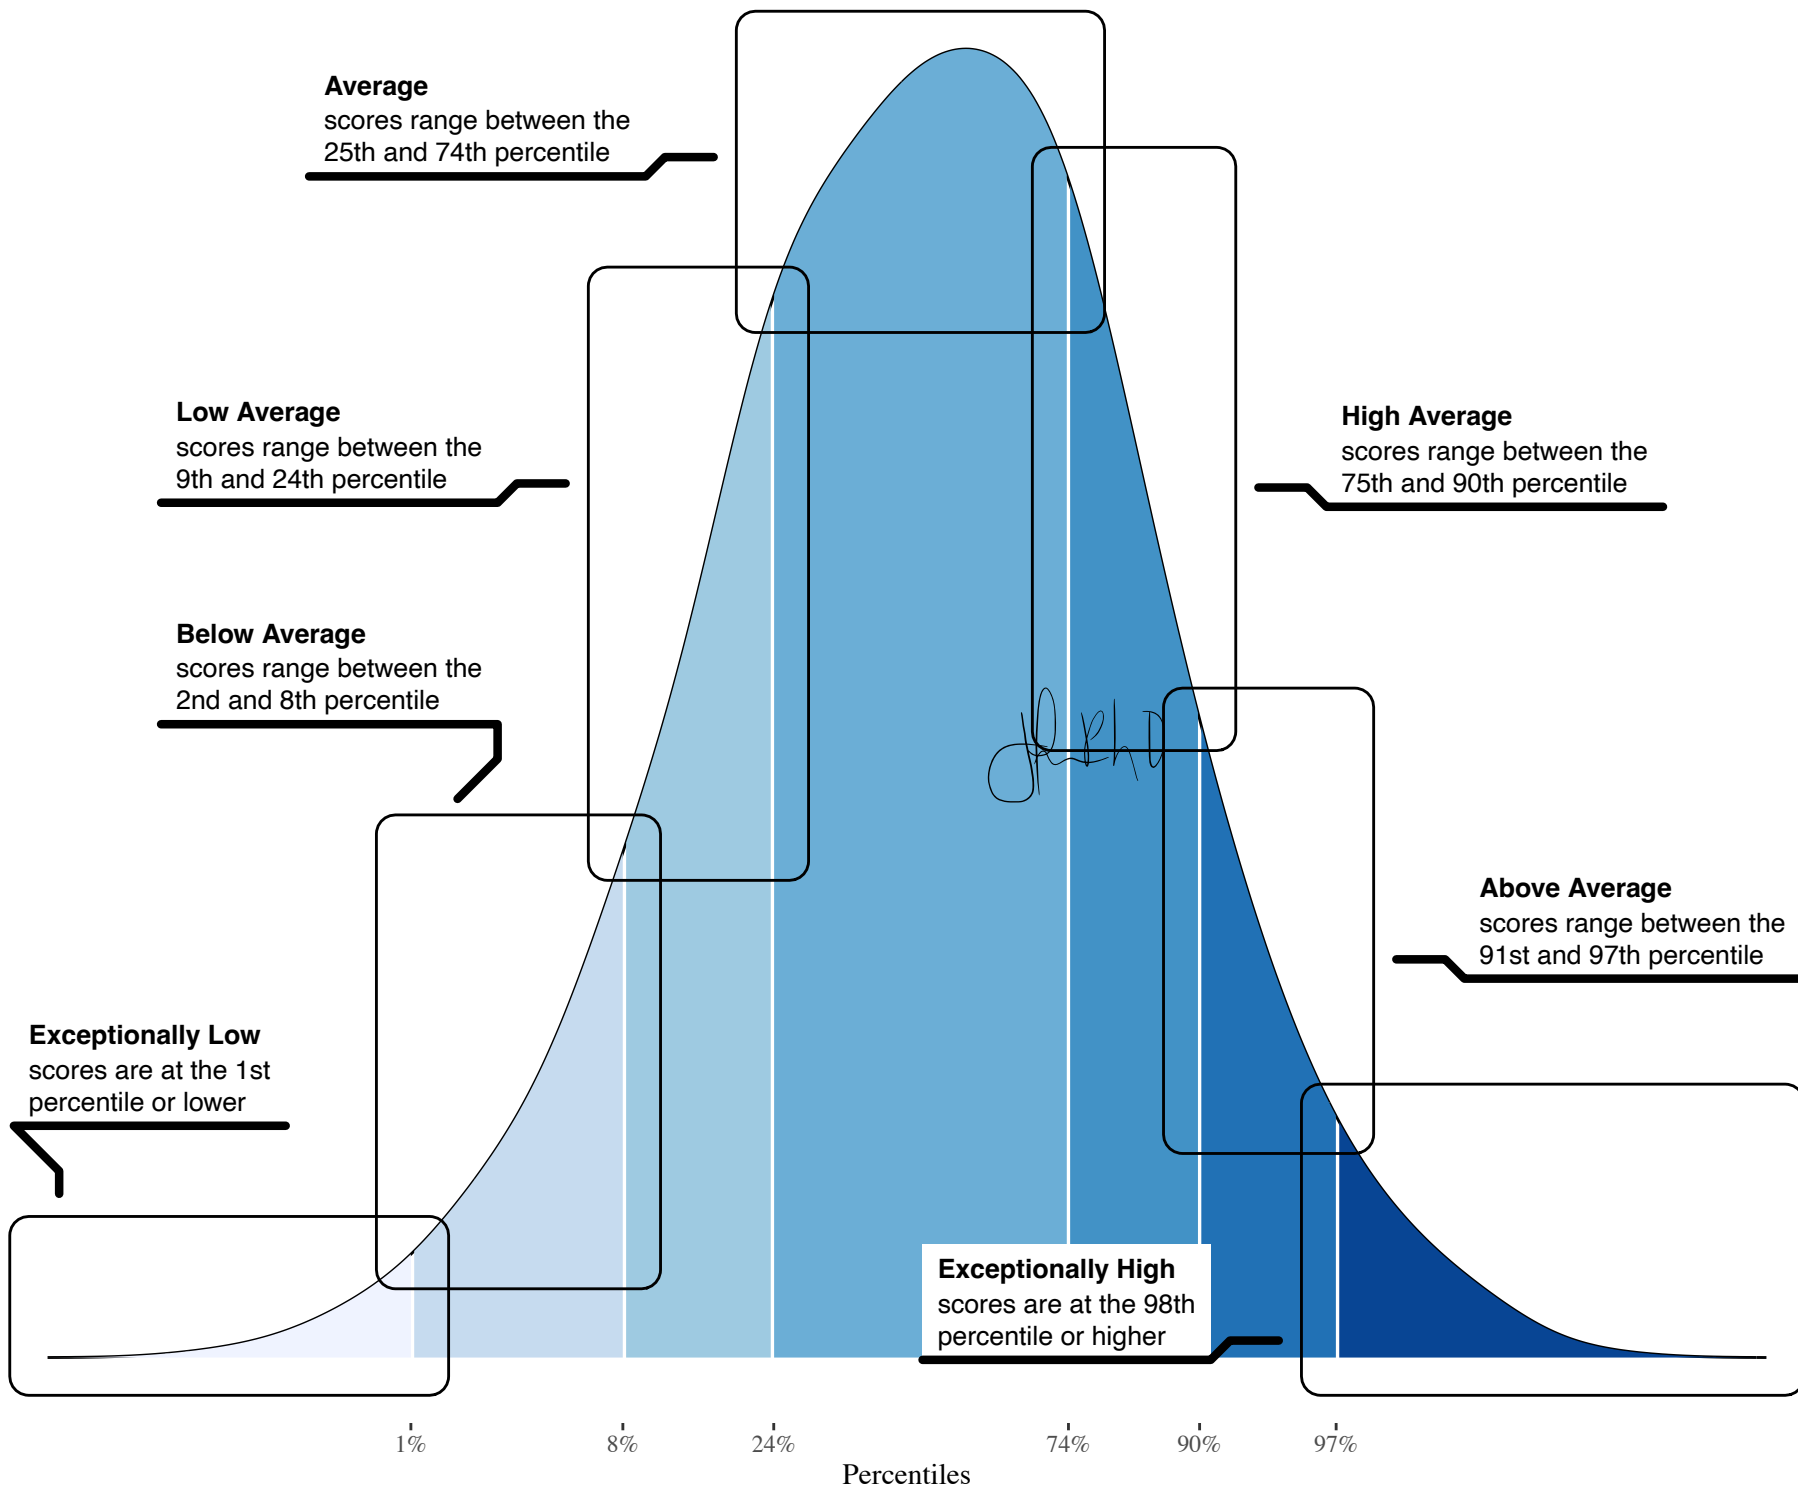 Average
scores range between the
25th and 74th percentile
Low Average
scores range between the
9th and 24th percentile
High Average
scores range between the
75th and 90th percentile
Below Average
scores range between the
2nd and 8th percentile
Above Average
scores range between the
91st and 97th percentile
Exceptionally Low
scores are at the 1st
percentile or lower
Exceptionally High
scores are at the 98th
percentile or higher
1% 8% 24% 74% 90% 97%
Percentiles